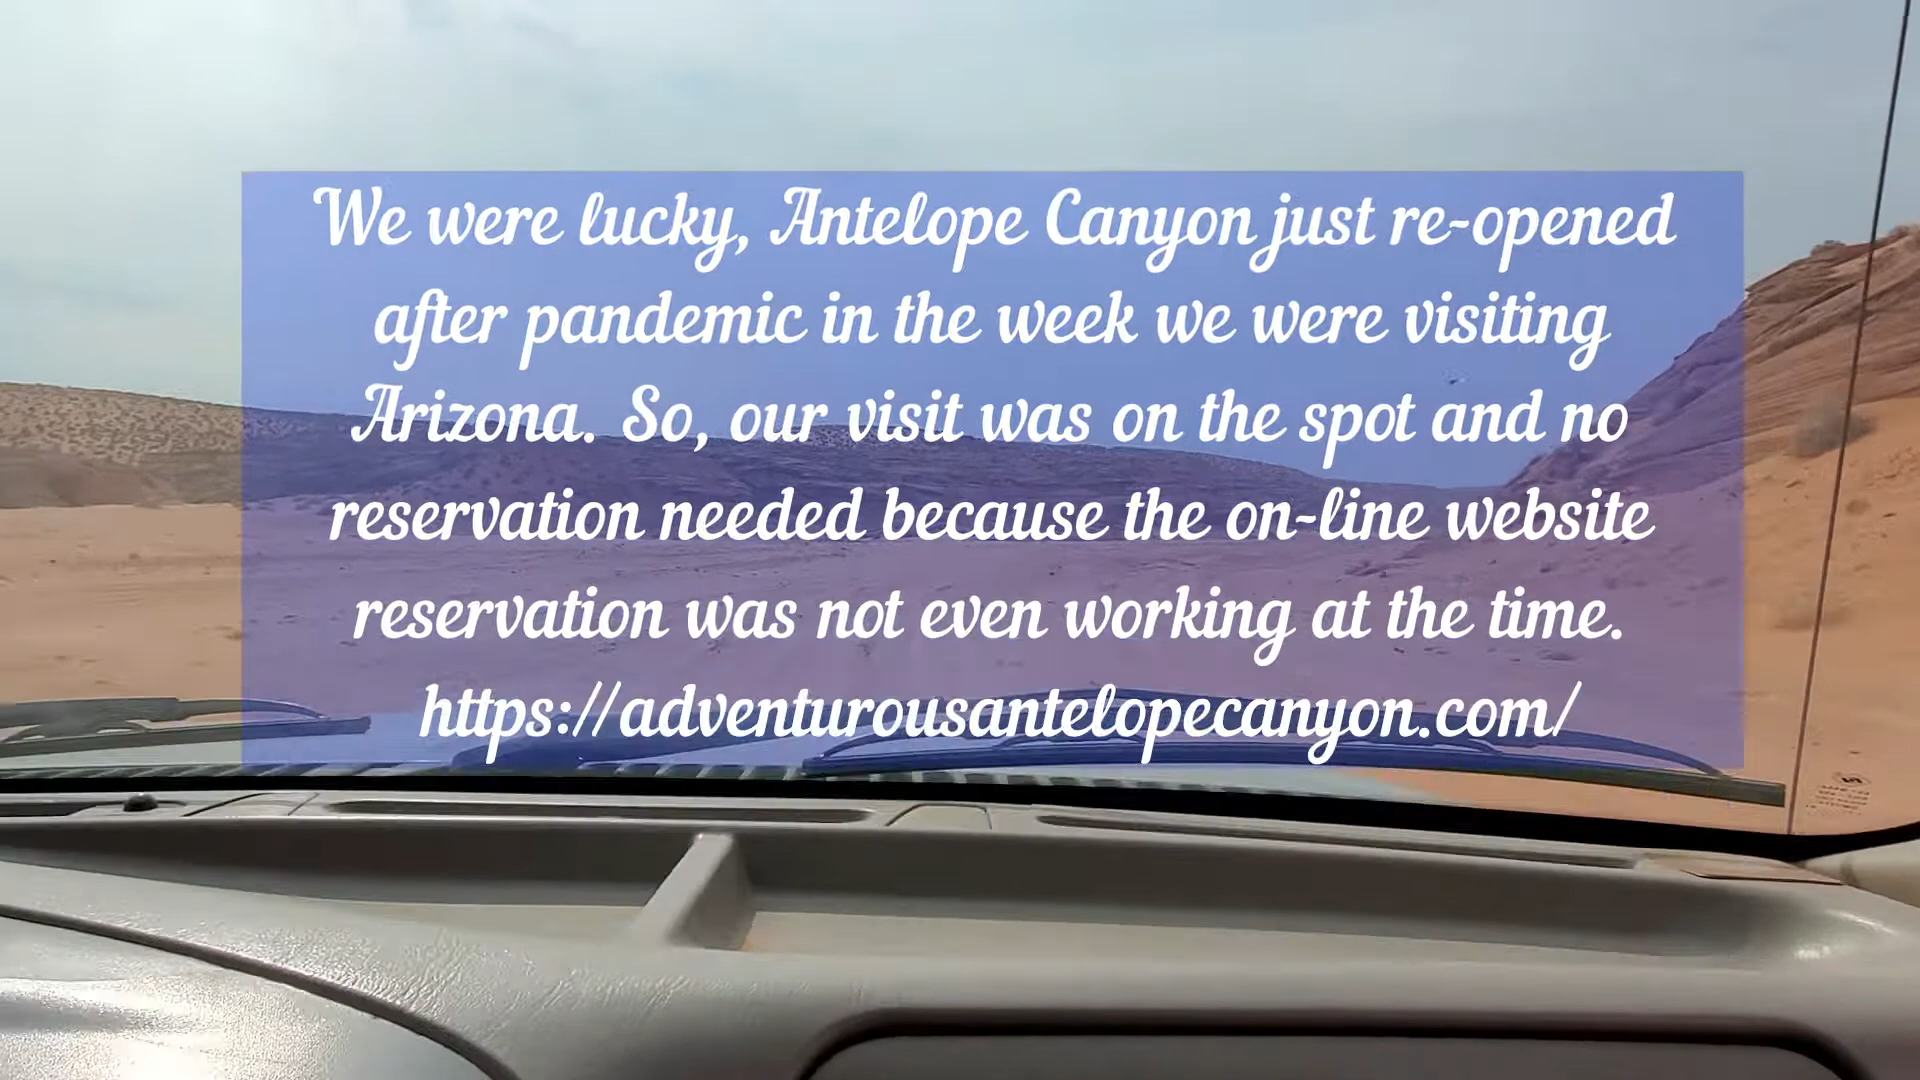 We were lucky, Antelope Canyon just re-opened
after pandemic in the week we were visiting
Arizona. So, our visit was on the spot and no
reservation needed because the on-line website
reservation was not even working at the time.
https://adventurousantelopecanyon.com/